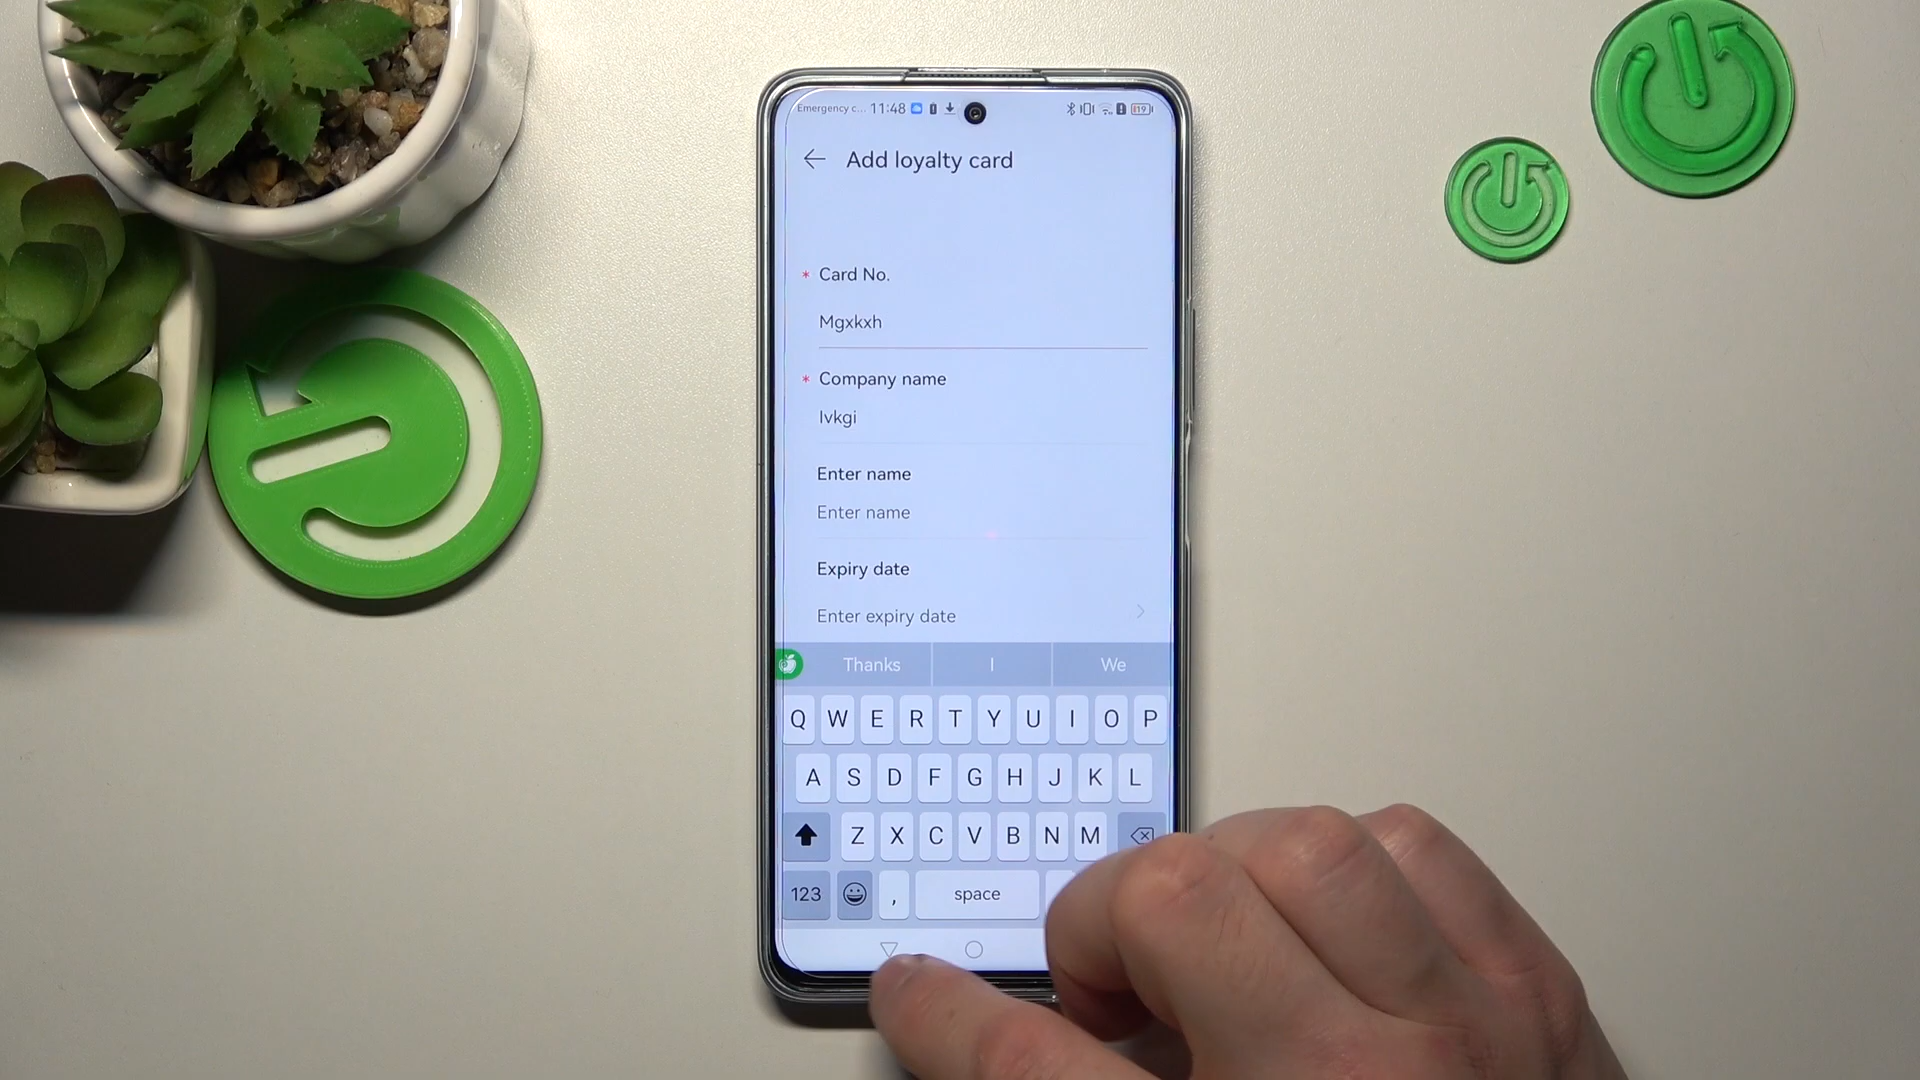 Emergency c... 11:48 19
Add loyalty card
* Card No.
Mgxkxh
* Company name
Ivkgi
Enter name
Enter name
Expiry date
Enter expiry date
Thanks I We
Q W E R T Y U I O P
A S D F G H J K L
Z X C V B N M
123 , space